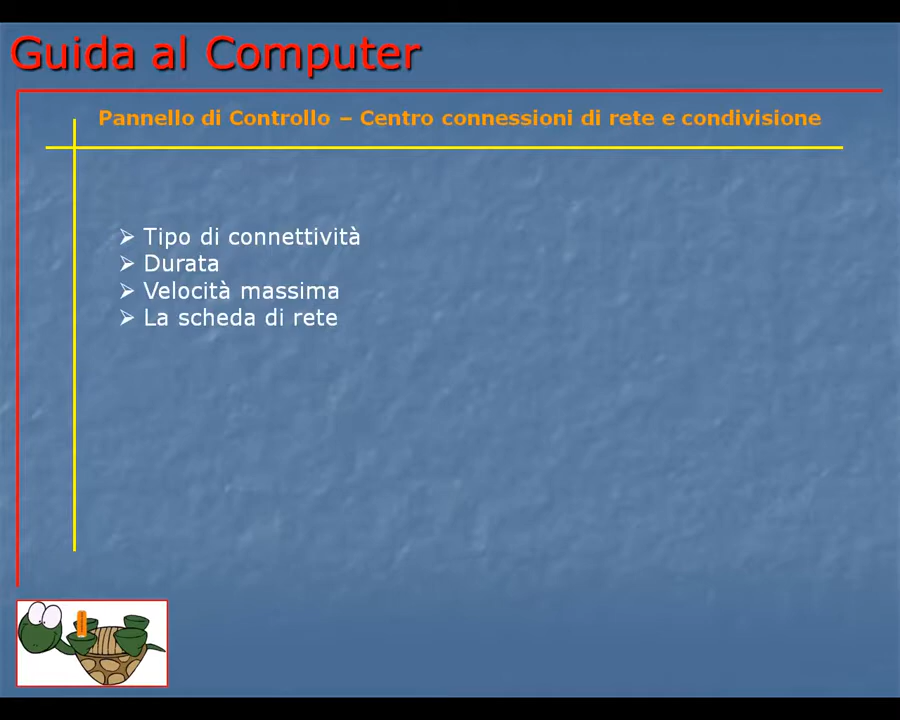 Guida al Computer
Pannello di Controllo – Centro connessioni di rete e condivisione
➢ Tipo di connettività
➢ Durata
➢ Velocità massima
➢ La scheda di rete